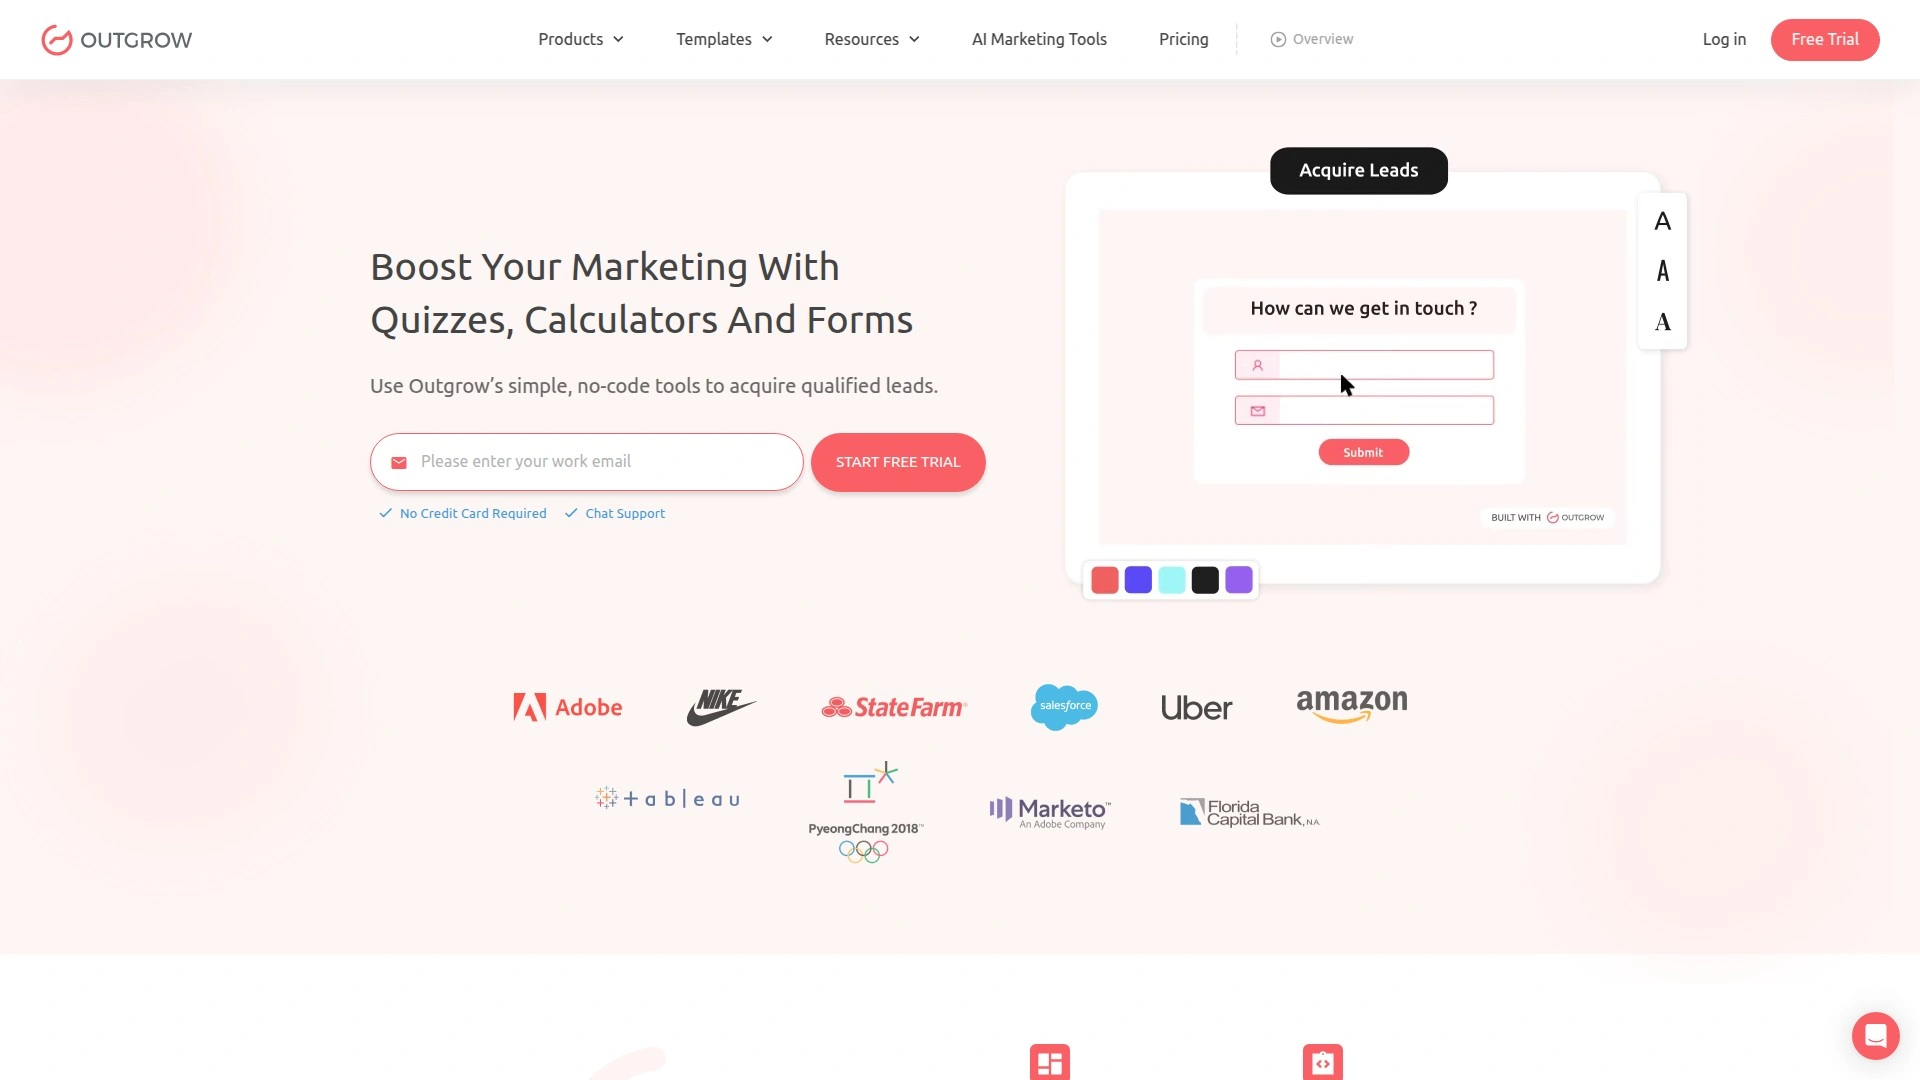 OUTGROW
Products
Templates
Resources
AI Marketing Tools
Pricing
Overview
Log in
Free Trial
Boost Your Marketing With
Quizzes, Calculators And Forms
Use Outgrow’s simple, no-code tools to acquire qualified leads.
Please enter your work email
START FREE TRIAL
No Credit Card Required
Chat Support
Acquire Leads
A
A
A
How can we get in touch ?
Submit
BUILT WITH OUTGROW
Adobe
NIKE
StateFarm®
salesforce
Uber
amazon
+ableau
PyeongChang 2018™
Marketo™
An Adobe Company
Florida
Capital Bank, N.A.